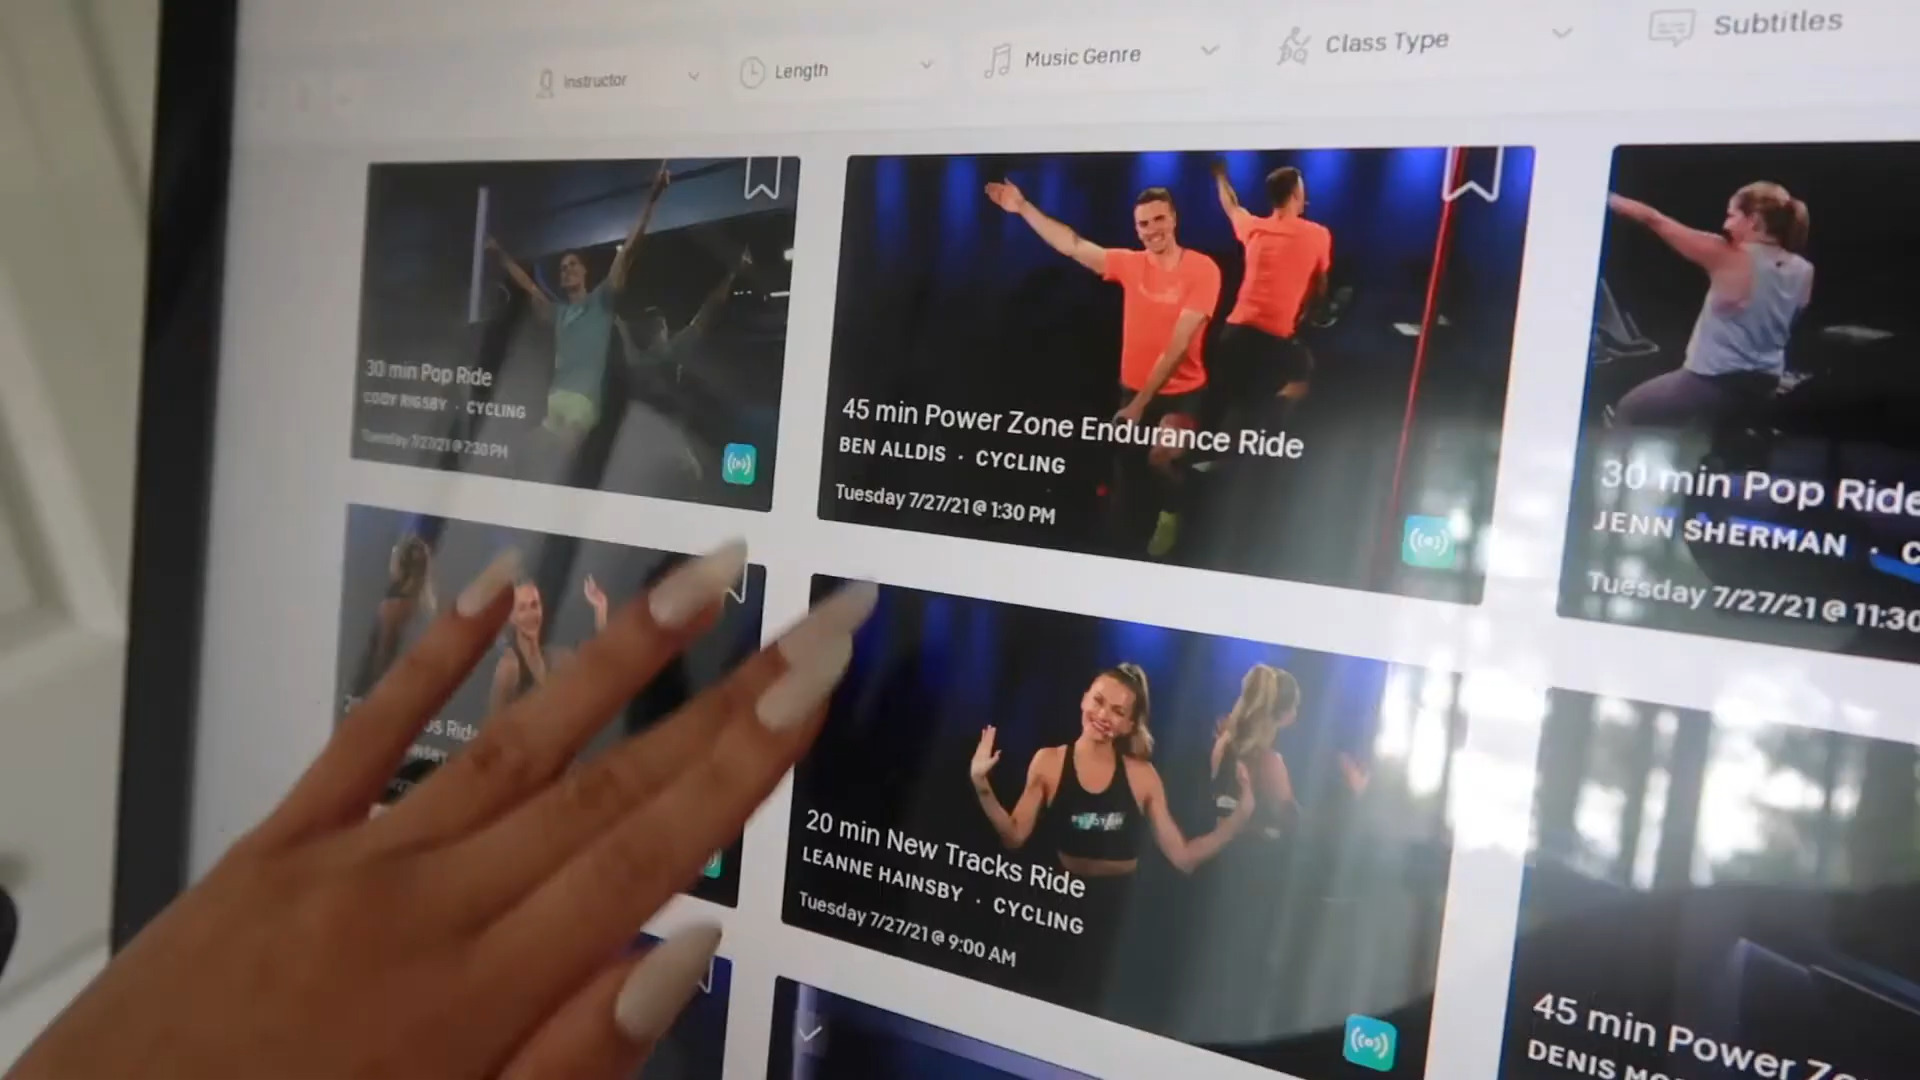 Instructor
Length
Music Genre
Class Type
Subtitles
30 min Pop Ride
CODY RIGSBY · CYCLING
Tuesday 7/27/21 @ 7:30 PM
45 min Power Zone Endurance Ride
BEN ALLDIS · CYCLING
Tuesday 7/27/21 @ 1:30 PM
30 min Pop Ride
JENN SHERMAN ·
Tuesday 7/27/21 @ 11:30
Ride
20 min New Tracks Ride
LEANNE HAINSBY · CYCLING
Tuesday 7/27/21 @ 9:00 AM
45 min Power
DENIS